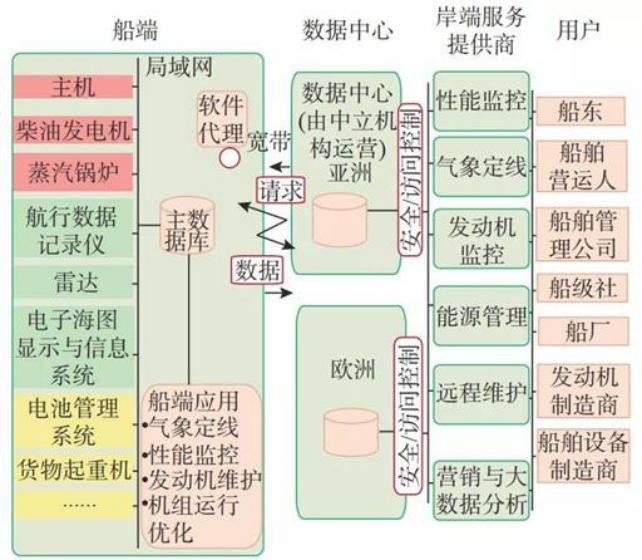 船端
数据中心
岸端服务
提供商
用户
局域网
主机
柴油发电机
蒸汽锅炉
航行数据
记录仪
雷达
电子海图
显示与信息
系统
电池管理
系统
货物起重机
……
软件
代理
主数
据库
船端应用
•气象定线
•性能监控
•发动机维护
•机组运行
优化
宽带
请求
数据
数据中心
(由中立机
构运营)
亚洲
安全/访问控制
欧洲
安全/访问控制
性能监控
气象定线
发动机
监控
能源管理
远程维护
营销与大
数据分析
船东
船舶
营运人
船舶管
理公司
船级社
船厂
发动机
制造商
船舶设备
制造商